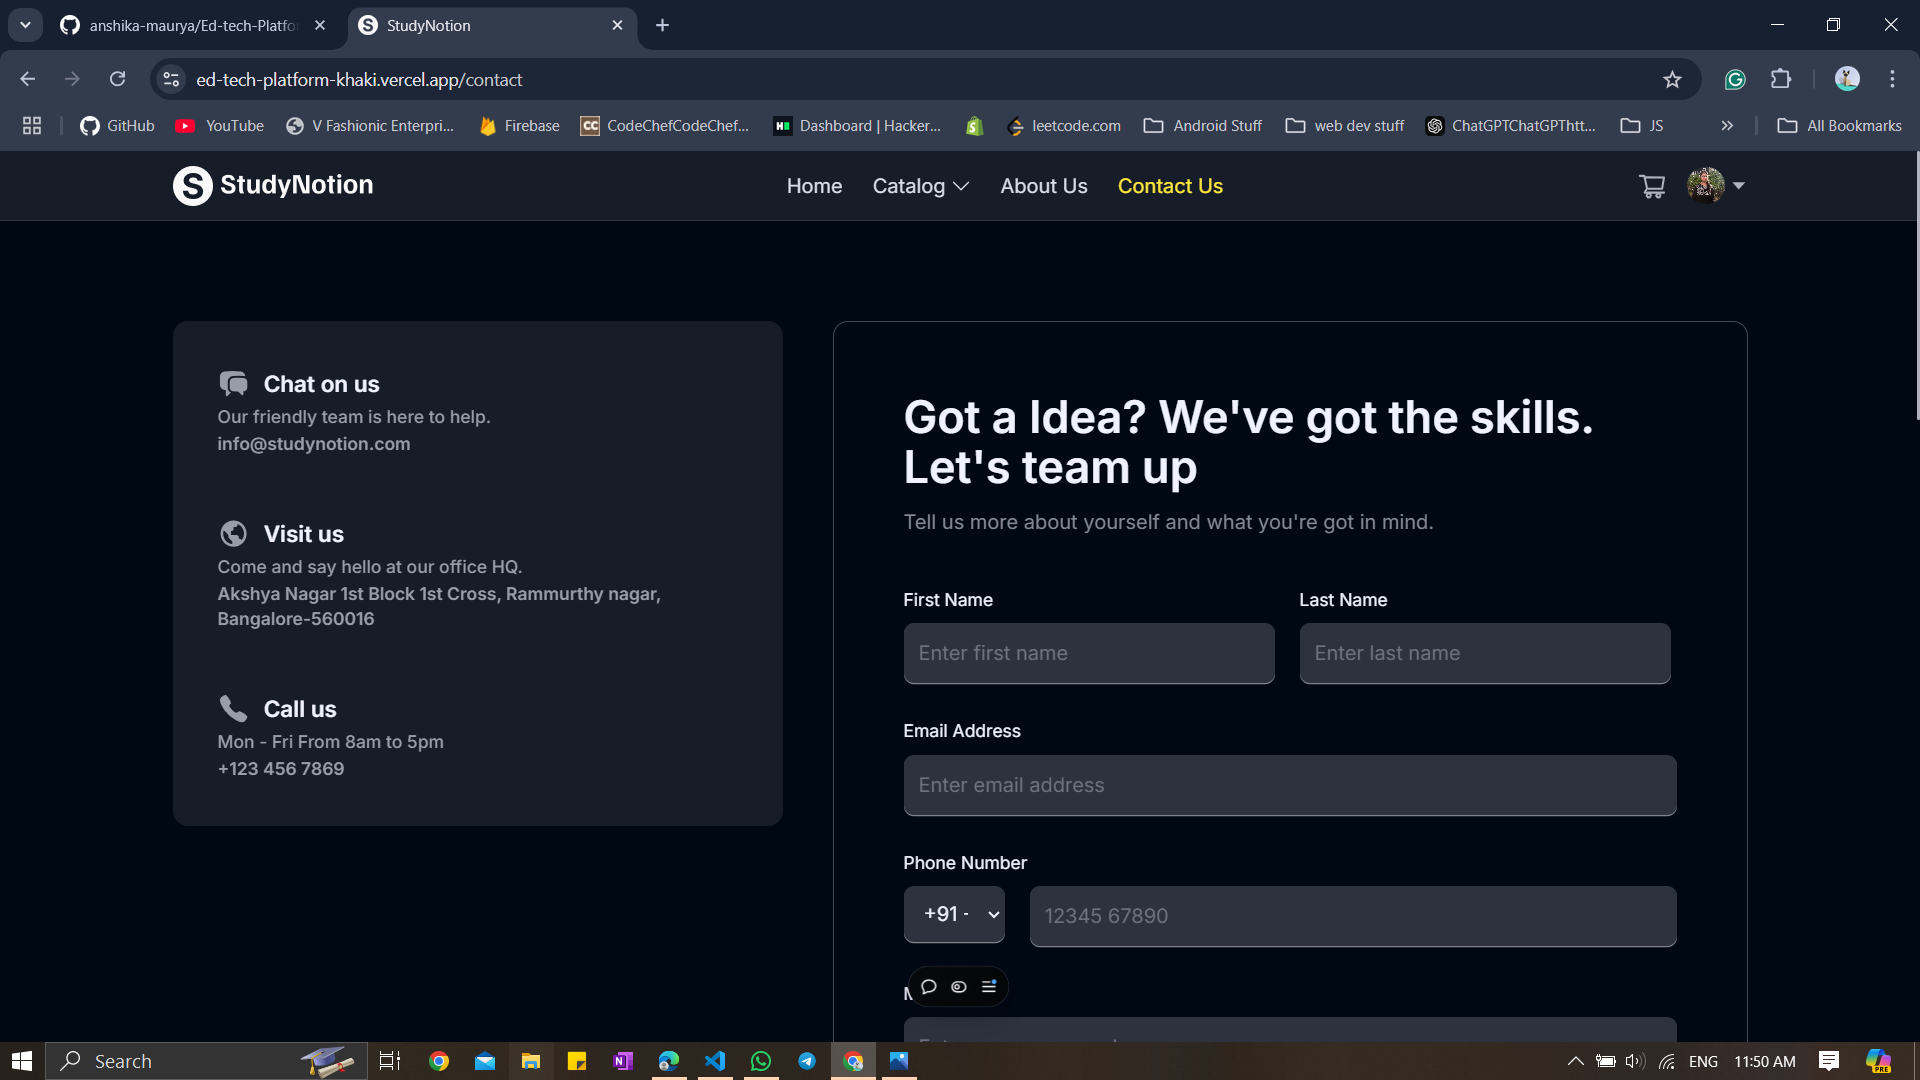 anshika-maurya/Ed-tech-Platfo
StudyNotion
ed-tech-platform-khaki.vercel.app/contact
GitHub
YouTube
V Fashionic Enterpri...
Firebase
CodeChefCodeChef...
Dashboard | Hacker...
leetcode.com
Android Stuff
web dev stuff
ChatGPTChatGPThtt...
JS
All Bookmarks
StudyNotion
Home
Catalog
About Us
Contact Us
Chat on us
Our friendly team is here to help.
info@studynotion.com
Visit us
Come and say hello at our office HQ.
Akshya Nagar 1st Block 1st Cross, Rammurthy nagar,
Bangalore-560016
Call us
Mon - Fri From 8am to 5pm
+123 456 7869
Got a Idea? We've got the skills.
Let's team up
Tell us more about yourself and what you're got in mind.
First Name
Last Name
Enter first name
Enter last name
Email Address
Enter email address
Phone Number
+91 -
12345 67890
Search
ENG
11:50 AM
PRE